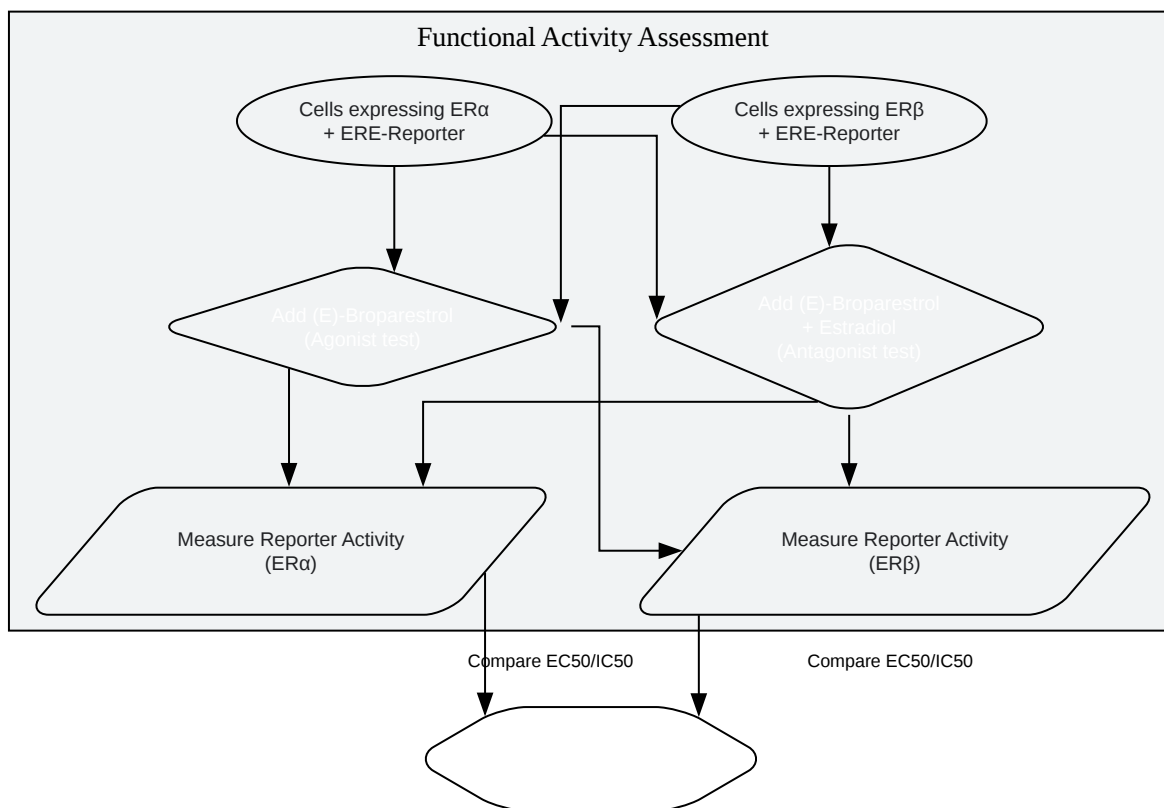 Functional Activity Assessment
Cells expressing ERα
+ ERE-Reporter
Cells expressing ERβ
+ ERE-Reporter
Add (E)-Broparestrol
(Agonist test)
Add (E)-Broparestrol
+ Estradiol
(Antagonist test)
Measure Reporter Activity
(ERα)
Measure Reporter Activity
(ERβ)
Compare EC50/IC50
Compare EC50/IC50